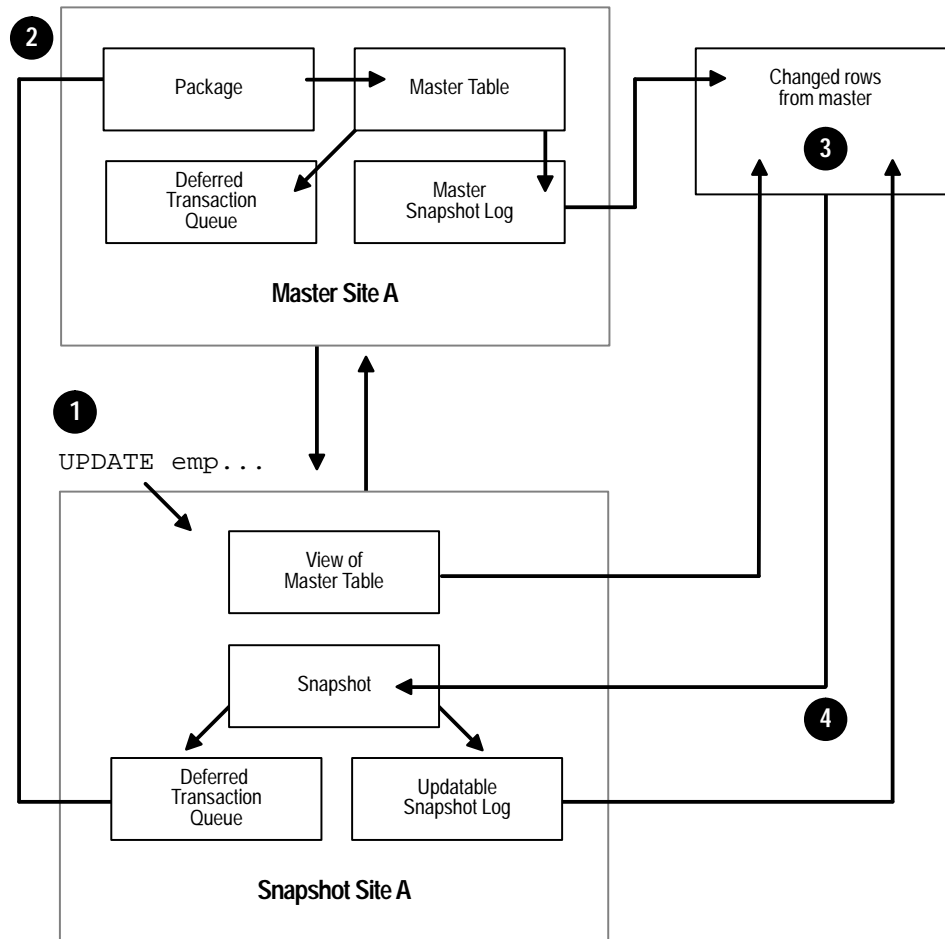 2
Package
Master Table
Deferred
Transaction
Queue
Master
Snapshot Log
Master Site A
Changed rows
from master
3
1
UPDATE emp...
View of
Master Table
Snapshot
4
Deferred
Transaction
Queue
Updatable
Snapshot Log
Snapshot Site A